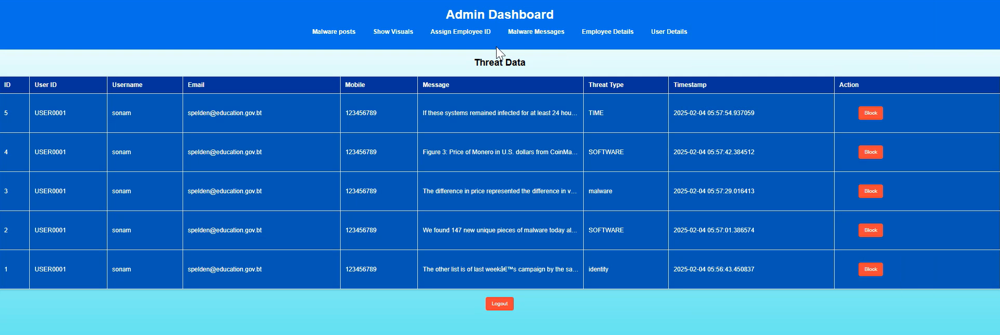 Admin Dashboard
Malware posts Show Visuals Assign Employee ID Malware Messages Employee Details User Details
Threat Data
ID User ID Username Email Mobile Message Threat Type Timestamp Action
5 USER0001 sonam spelden@education.gov.bt 123456789 If these systems remained infected for at least 24 hou... TIME 2025-02-04 05:57:54.937059 Block
4 USER0001 sonam spelden@education.gov.bt 123456789 Figure 3: Price of Monero in U.S. dollars from CoinMa... SOFTWARE 2025-02-04 05:57:42.384512 Block
3 USER0001 sonam spelden@education.gov.bt 123456789 The difference in price represented the difference in v... malware 2025-02-04 05:57:29.016413 Block
2 USER0001 sonam spelden@education.gov.bt 123456789 We found 147 new unique pieces of malware today al... SOFTWARE 2025-02-04 05:57:01.386574 Block
1 USER0001 sonam spelden@education.gov.bt 123456789 The other list is of last weekâ€™s campaign by the sa... identity 2025-02-04 05:56:43.450837 Block
Logout